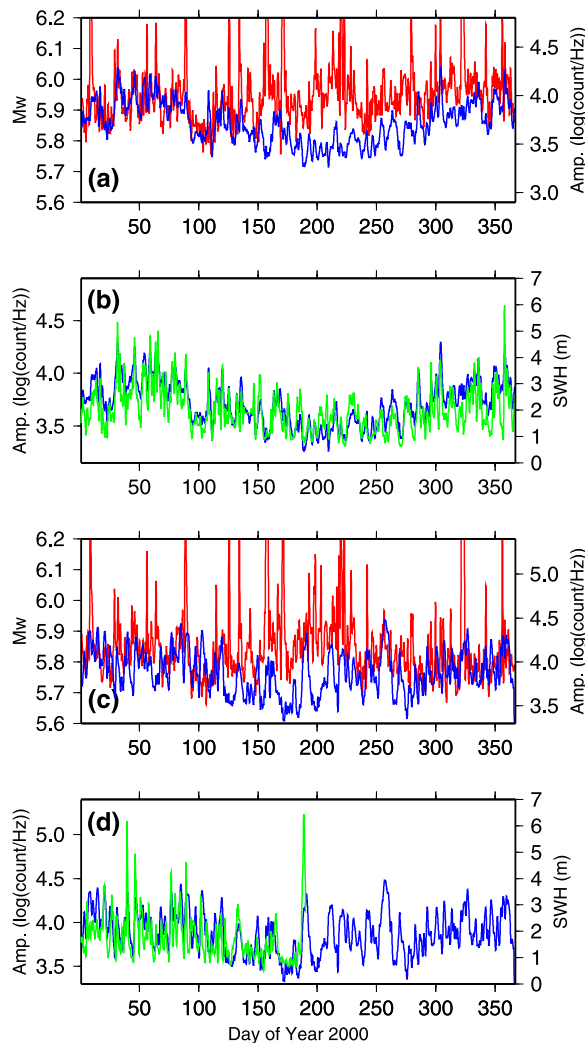 6.2
6.1
6.0
5.9
5.8
5.7
5.6
Mw
4.5
4.0
3.5
3.0
Amp. (log(count/Hz))
(a)
50 100 150 200 250 300 350
4.5
4.0
3.5
Amp. (log(count/Hz))
(b)
7
6
5
4
3
2
1
0
SWH (m)
50 100 150 200 250 300 350
6.2
6.1
6.0
5.9
5.8
5.7
5.6
Mw
5.0
4.5
4.0
3.5
Amp. (log(count/Hz))
(c)
50 100 150 200 250 300 350
5.0
4.5
4.0
3.5
Amp. (log(count/Hz))
(d)
7
6
5
4
3
2
1
0
SWH (m)
50 100 150 200 250 300 350
Day of Year 2000